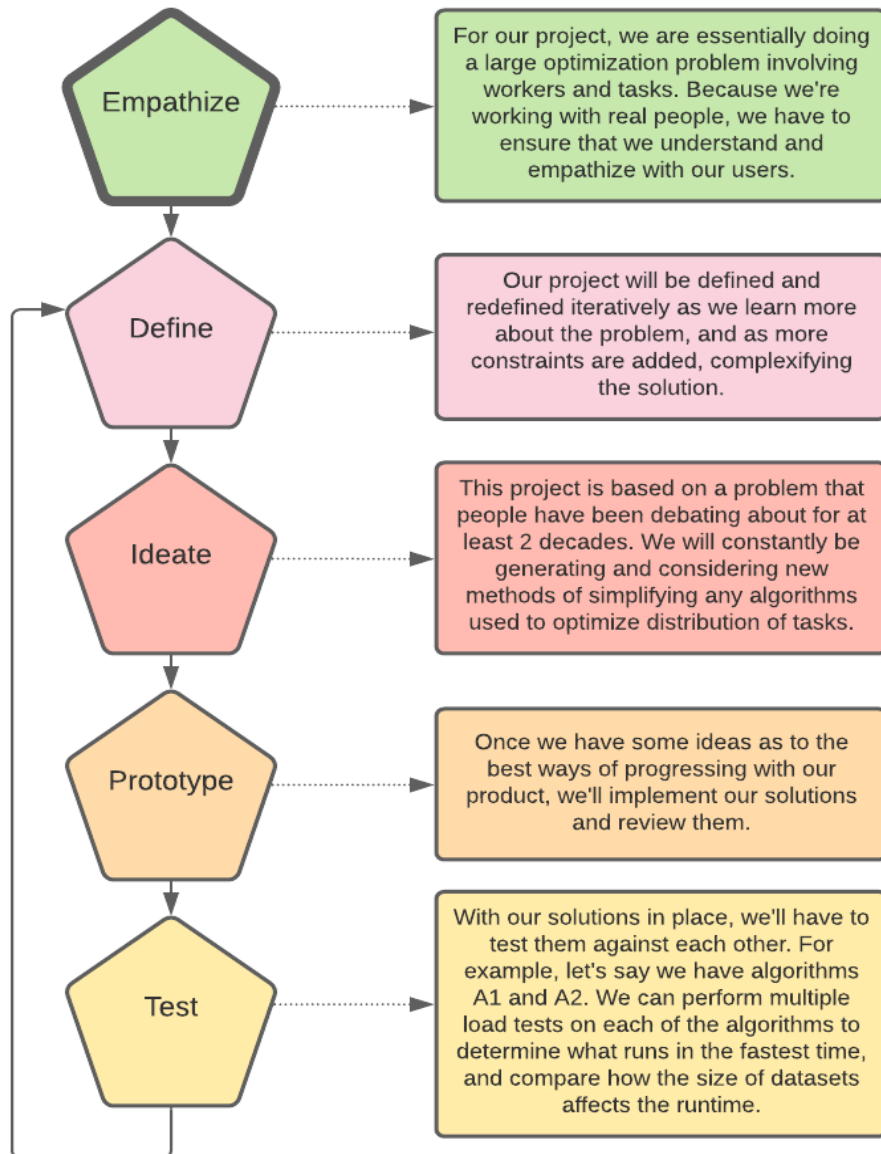 Empathize
For our project, we are essentially doing
a large optimization problem involving
workers and tasks. Because we're
working with real people, we have to
ensure that we understand and
empathize with our users.
Define
Our project will be defined and
redefined iteratively as we learn more
about the problem, and as more
constraints are added, complexifying
the solution.
Ideate
This project is based on a problem that
people have been debating about for at
least 2 decades. We will constantly be
generating and considering new
methods of simplifying any algorithms
used to optimize distribution of tasks.
Prototype
Once we have some ideas as to the
best ways of progressing with our
product, we'll implement our solutions
and review them.
Test
With our solutions in place, we'll have to
test them against each other. For
example, let's say we have algorithms
A1 and A2. We can perform multiple
load tests on each of the algorithms to
determine what runs in the fastest time,
and compare how the size of datasets
affects the runtime.